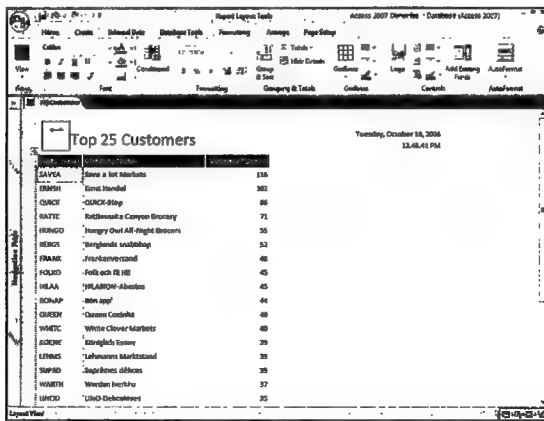 Report Layout Tools
Access 2007 - Database (Access 2007)
Home Create External Data Database Tools Formatting Arrange Page Setup
Calibri
Σ Totals
Hide Details
View
Conditional
Group & Sort
Gridlines
Logo
Add Existing Fields
AutoFormat
Views Font Formatting Grouping & Totals Gridlines Controls AutoFormat
Top 25 Customers
Tuesday, October 10, 2006
12.48.41 PM
SAVEA Save a lot Markets 116
ERNSH Ernst Handel 102
QUICK QUICK-Stop 86
RATTC Rattlesnake Canyon Grocery 71
HUNGO Hungry Owl All-Night Grocers 55
BERGS Berglunds snabbköp 52
FRANK Frankenversand 48
FOLKO Folk och fä HB 45
HILAA HILARION-Abastos 45
BONAP Bon app' 44
QUEEN Queen Cozinha 40
WHITC White Clover Markets 40
KOENE Königlich Essen 39
LEHMS Lehmanns Marktstand 39
SUPRD Suprêmes délices 39
WARTH Wartian Herkku 37
LINOD LINO-Delicateses 35
Navigation Pane
Layout View